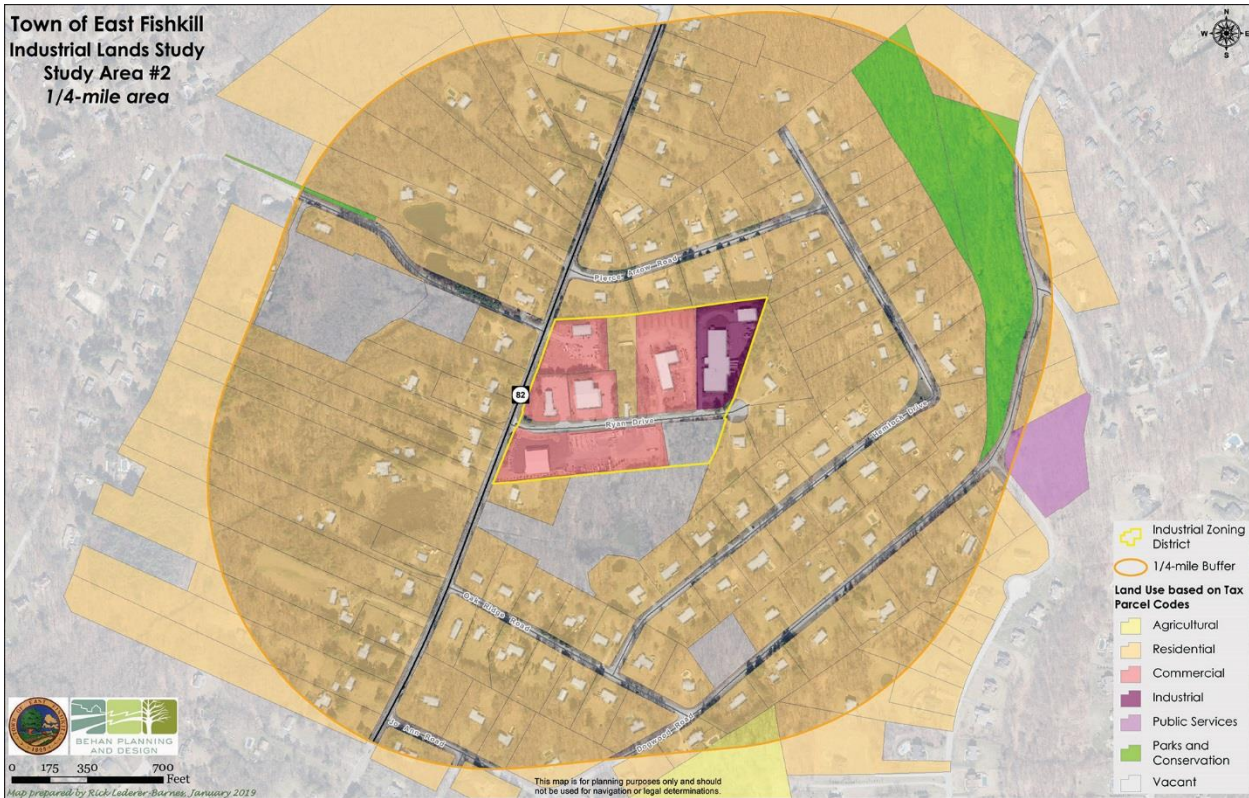 Town of East Fishkill
Industrial Lands Study
Study Area #2
1/4-mile area
N
W
E
S
Pierce Arrow Road
82
Ryan Drive
Hemlock Drive
Oak Ridge Road
Jo Ann Road
Dogwood Road
Industrial Zoning
District
1/4-mile Buffer
Land Use based on Tax
Parcel Codes
Agricultural
Residential
Commercial
Industrial
Public Services
Parks and
Conservation
Vacant
BEHAN PLANNING
AND DESIGN
0 175 350 700
Feet
Map prepared by Rick Lederer-Barnes, January 2019
This map is for planning purposes only and should
not be used for navigation or legal determinations.